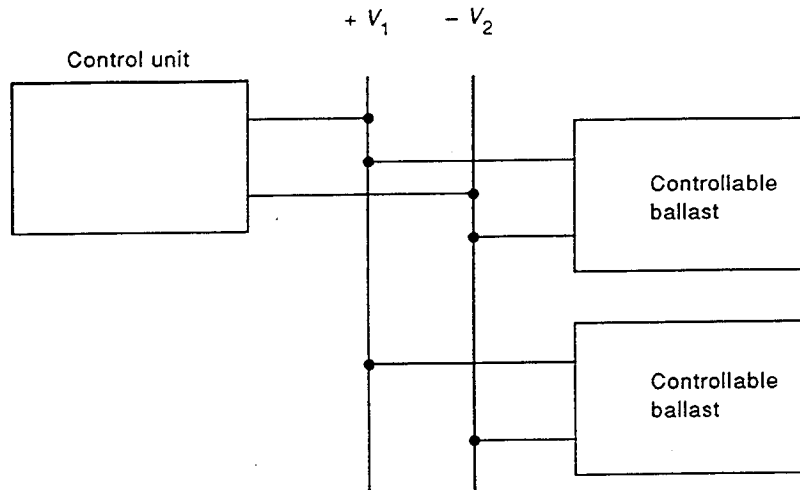 + V1 - V2
Control unit
Controllable
ballast
Controllable
ballast